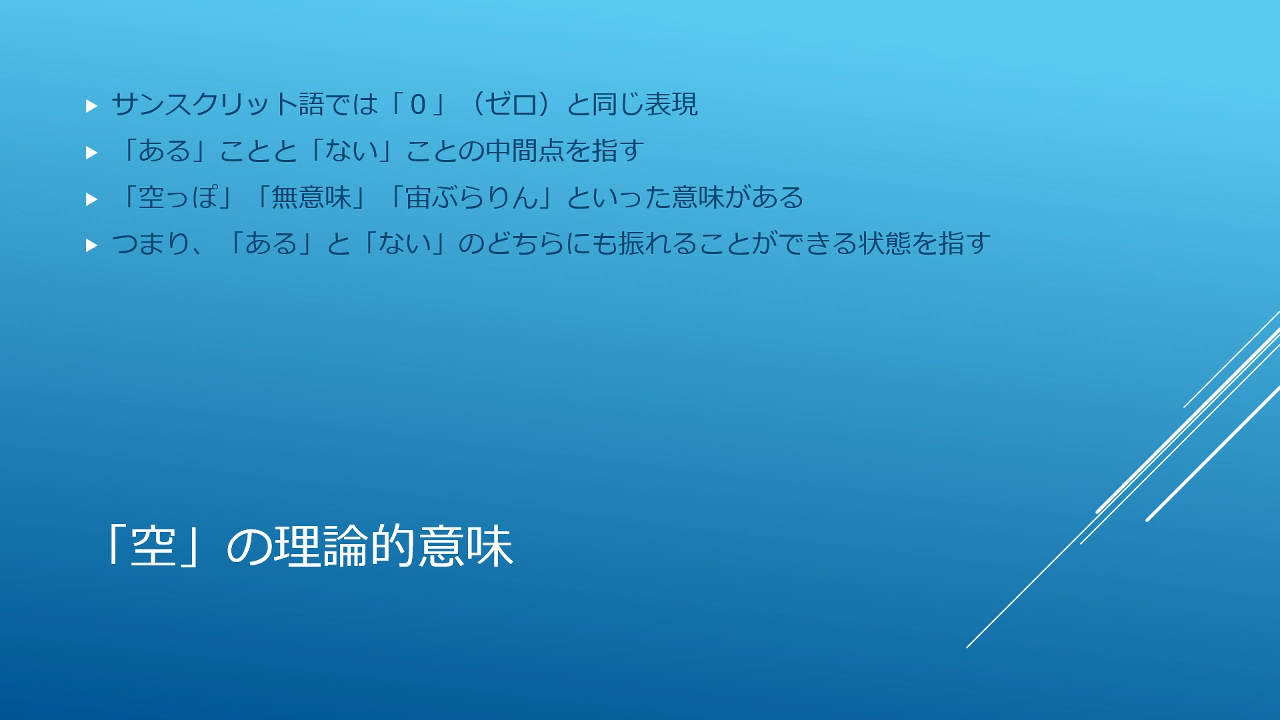 サンスクリット語では「０」（ゼロ）と同じ表現
「ある」ことと「ない」ことの中間点を指す
「空っぽ」「無意味」「宙ぶらりん」といった意味がある
つまり、「ある」と「ない」のどちらにも振れることができる状態を指す
「空」の理論的意味